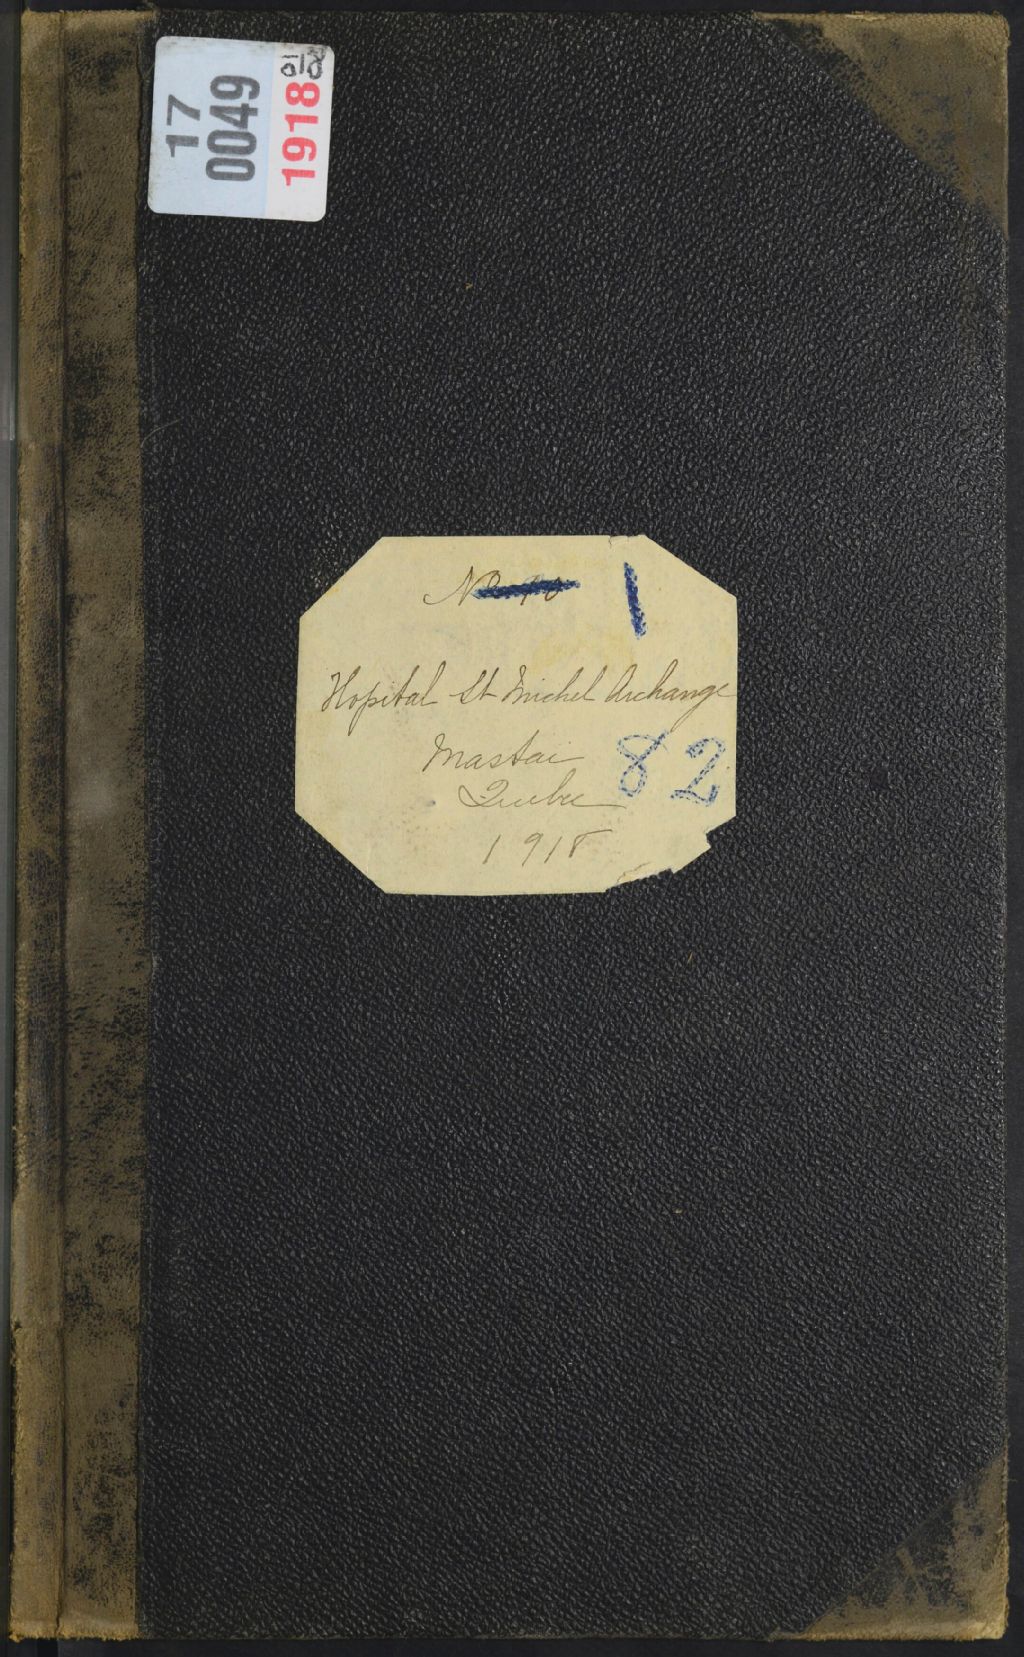 17
0049
1918
No 1
Hopital St Michel Archange
Mastai 82
Quebec
1918